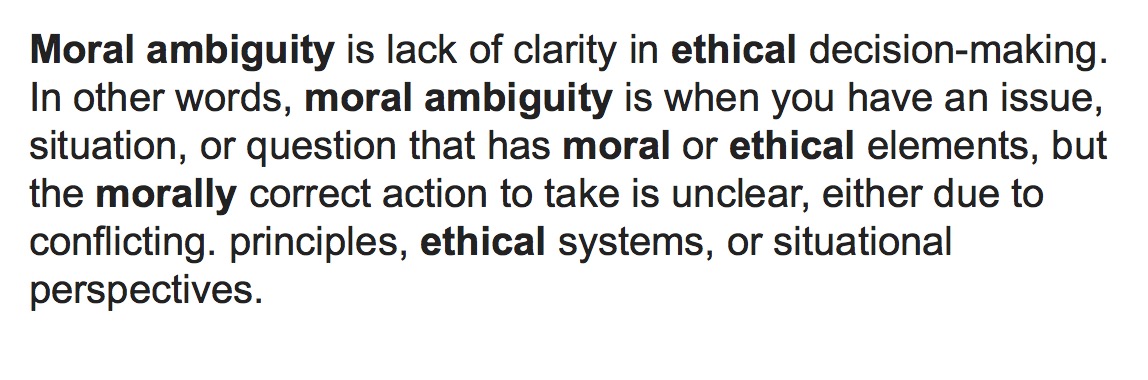 Moral ambiguity is lack of clarity in ethical decision-making.
In other words, moral ambiguity is when you have an issue,
situation, or question that has moral or ethical elements, but
the morally correct action to take is unclear, either due to
conflicting. principles, ethical systems, or situational
perspectives.